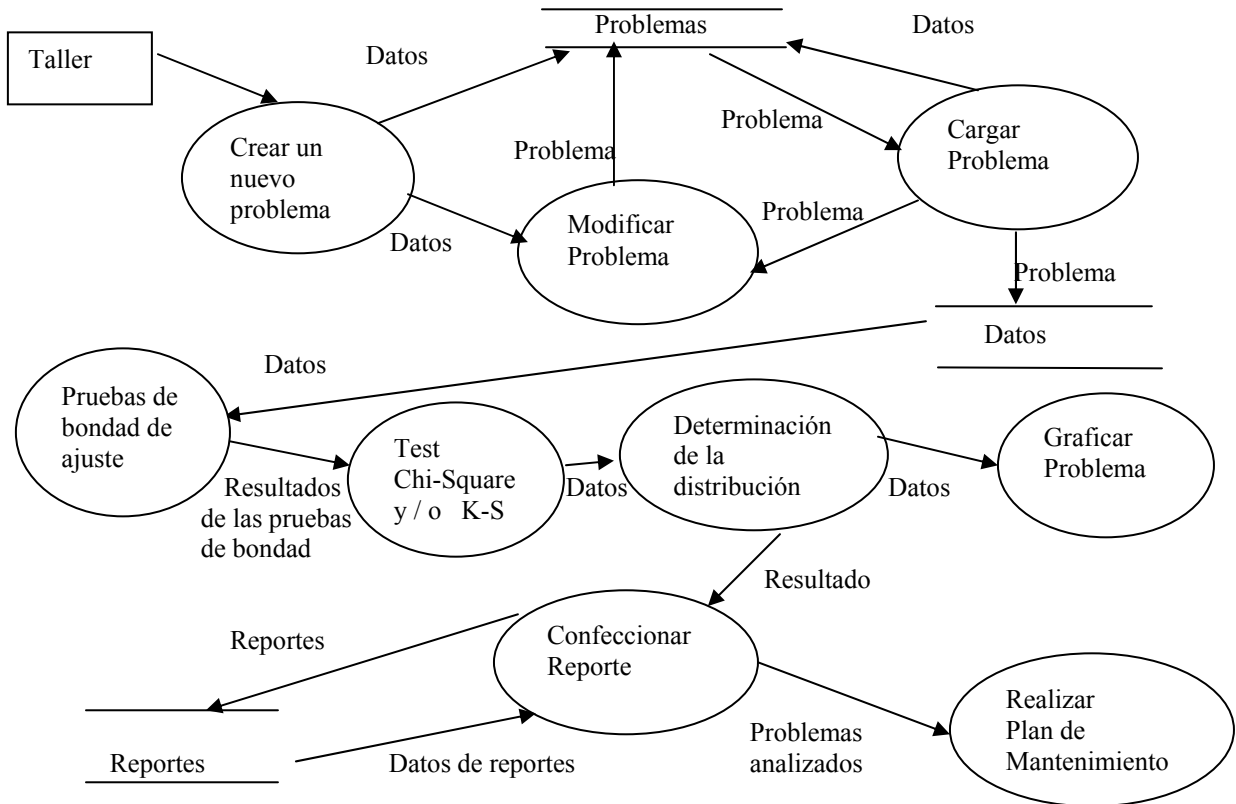 Problemas
Datos
Datos
Taller
Problema
Cargar
Problema
Crear un
nuevo
problema
Problema
Problema
Modificar
Problema
Datos
Problema
Datos
Datos
Pruebas de
bondad de
ajuste
Determinación
de la
distribución
Graficar
Problema
Test
Chi-Square
y / o K-S
Datos
Datos
Resultados
de las pruebas
de bondad
Resultado
Reportes
Confeccionar
Reporte
Realizar
Plan de
Mantenimiento
Problemas
analizados
Reportes
Datos de reportes